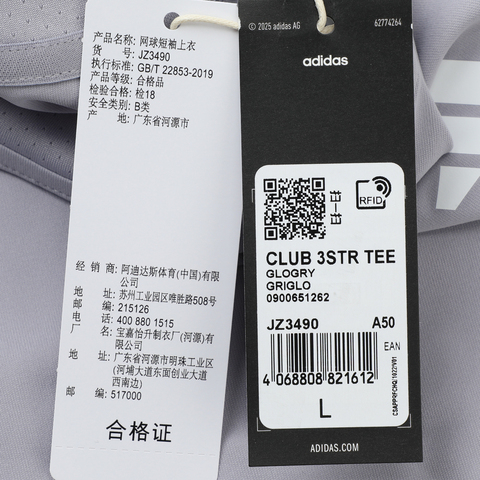 产品名称: 网球短袖上衣
货 号: JZ3490
执行标准: GB/T 22853-2019
产品等级: 合格品
检验合格: 检18
安全类别: B类
产 地: 广东省河源市
经 销 商: 阿迪达斯体育(中国)有限
公司
地 址: 苏州工业园区唯胜路508号
邮 编: 215126
电 话: 400 880 1515
生 产 商: 宝嘉怡升制衣厂(河源)有
限公司
地 址: 广东省河源市明珠工业区
(河埔大道东面创业大道
西南边)
邮 编: 517000
合格证
© 2025 adidas AG
62774264
adidas
RFID
CLUB 3STR TEE
GLOGRY
GRIGLO
0900651262
JZ3490 A50
EAN
4 068808 821612
L
ADIDAS.COM